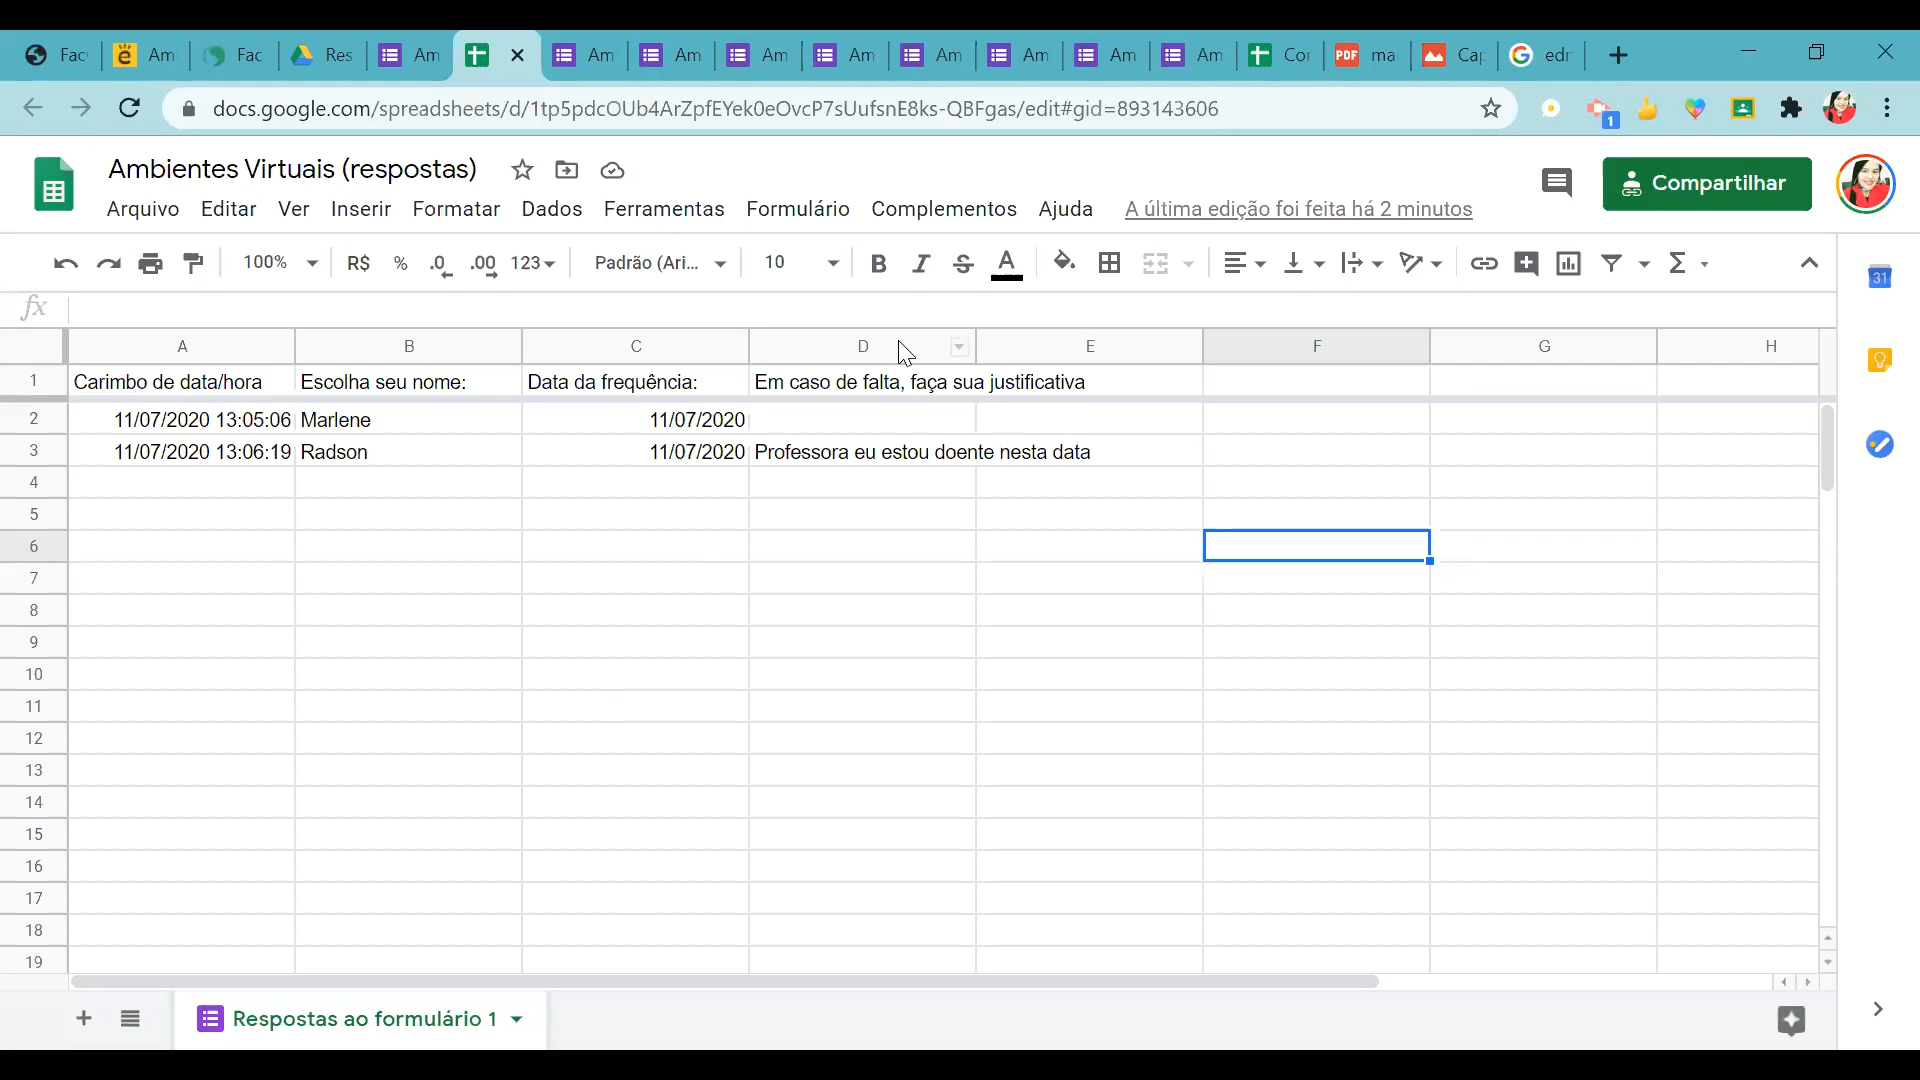 Fac Am Fac Res Am Am Am Am Am Am Am Am Am Cor PDF ma Cap edr
docs.google.com/spreadsheets/d/1tp5pdcOUb4ArZpfEYek0eOvcP7sUufsnE8ks-QBFgas/edit#gid=893143606
1
Ambientes Virtuais (respostas)
Compartilhar
Arquivo Editar Ver Inserir Formatar Dados Ferramentas Formulário Complementos Ajuda A última edição foi feita há 2 minutos
100% R$ % .0 .00 123 Padrão (Ari... 10 B I S A Σ
31
fx
A B C D E F G H
1 Carimbo de data/hora Escolha seu nome: Data da frequência: Em caso de falta, faça sua justificativa
2 11/07/2020 13:05:06 Marlene 11/07/2020
3 11/07/2020 13:06:19 Radson 11/07/2020 Professora eu estou doente nesta data
4
5
6
7
8
9
10
11
12
13
14
15
16
17
18
19
Respostas ao formulário 1